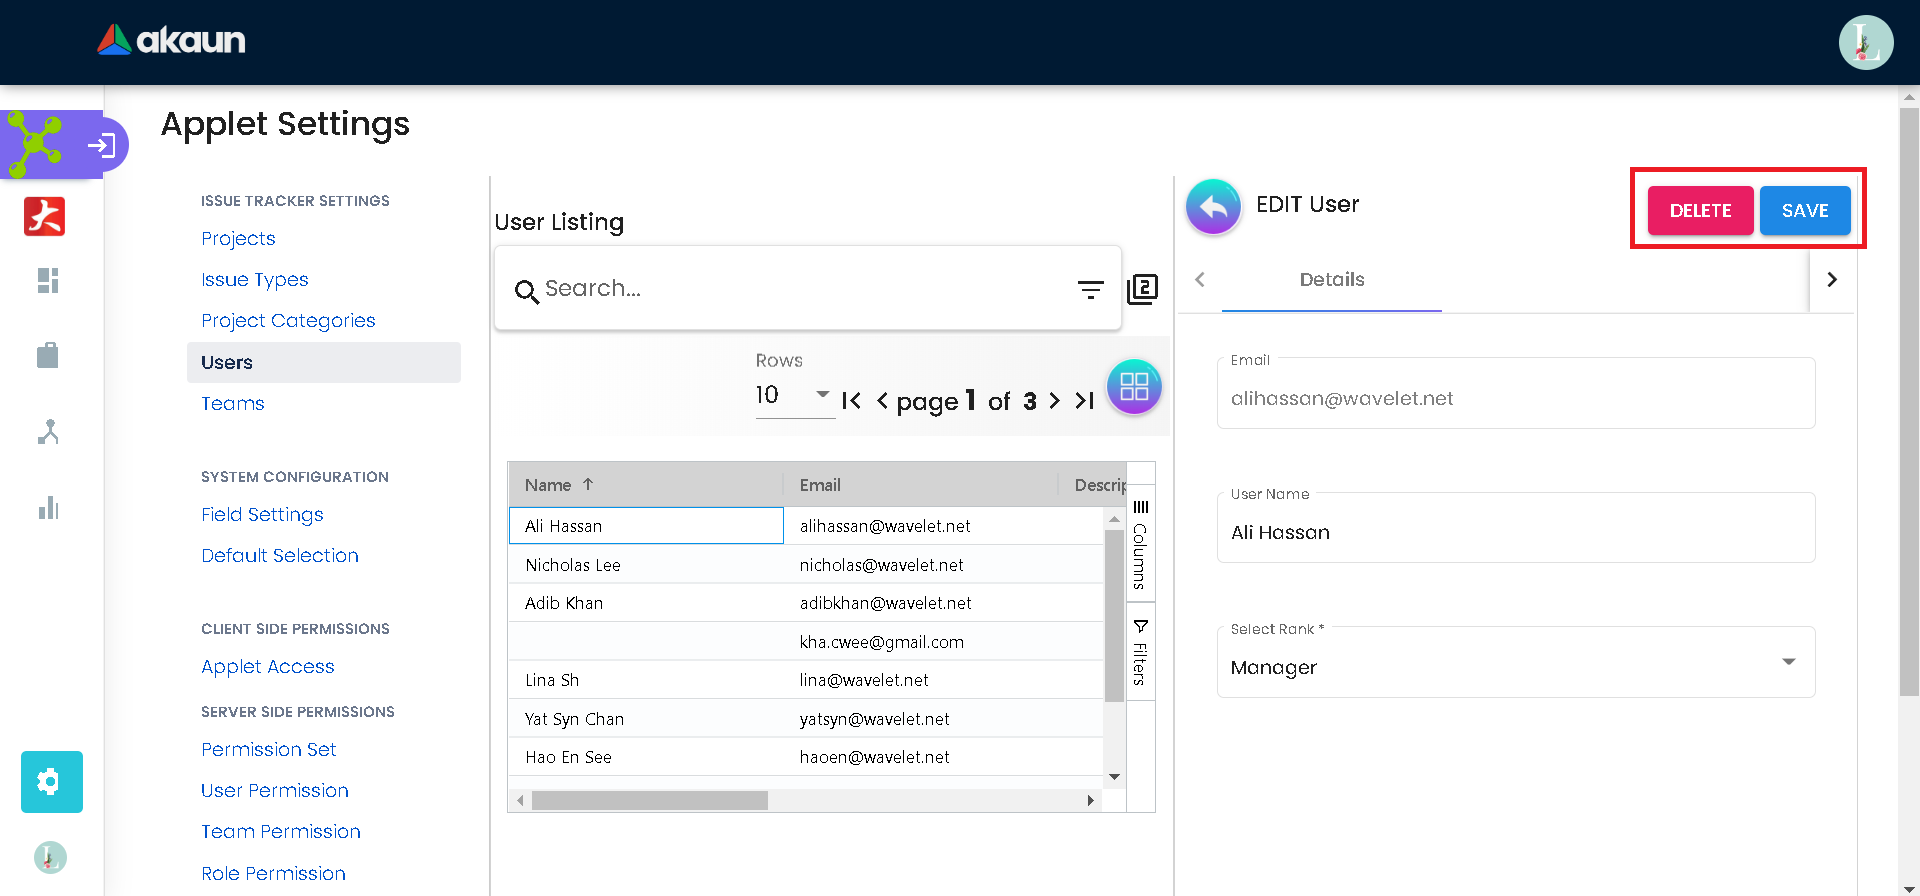 akaun
Applet Settings
ISSUE TRACKER SETTINGS
Projects
Issue Types
Project Categories
Users
Teams
SYSTEM CONFIGURATION
Field Settings
Default Selection
CLIENT SIDE PERMISSIONS
Applet Access
SERVER SIDE PERMISSIONS
Permission Set
User Permission
Team Permission
Role Permission
User Listing
Search...
2
Rows
10
page 1 of 3
Name Email Descrip
Ali Hassan alihassan@wavelet.net
Nicholas Lee nicholas@wavelet.net
Adib Khan adibkhan@wavelet.net
kha.cwee@gmail.com
Lina Sh lina@wavelet.net
Yat Syn Chan yatsyn@wavelet.net
Hao En See haoen@wavelet.net
Columns
Filters
EDIT User
DELETE SAVE
Details
Email
alihassan@wavelet.net
User Name
Ali Hassan
Select Rank *
Manager
L
L